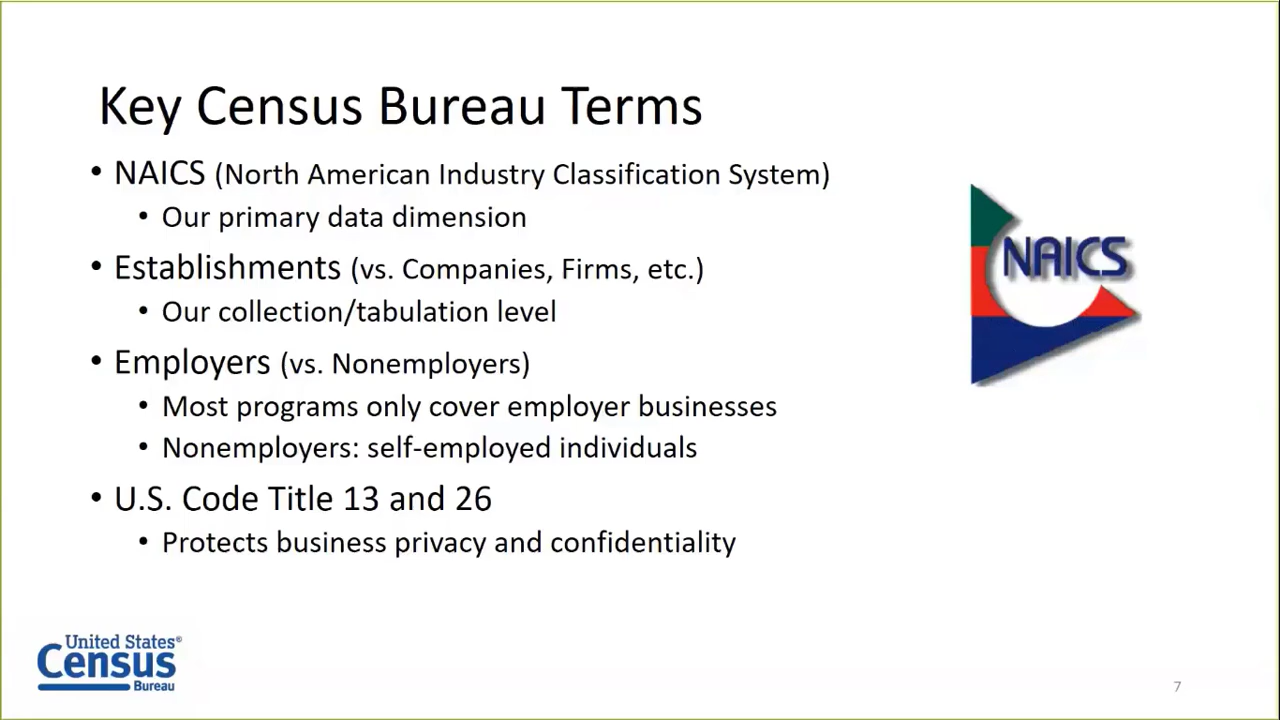 Key Census Bureau Terms
• NAICS (North American Industry Classification System)
• Our primary data dimension
• Establishments (vs. Companies, Firms, etc.)
• Our collection/tabulation level
• Employers (vs. Nonemployers)
• Most programs only cover employer businesses
• Nonemployers: self-employed individuals
• U.S. Code Title 13 and 26
• Protects business privacy and confidentiality
NAICS
United States®
Census
Bureau
7